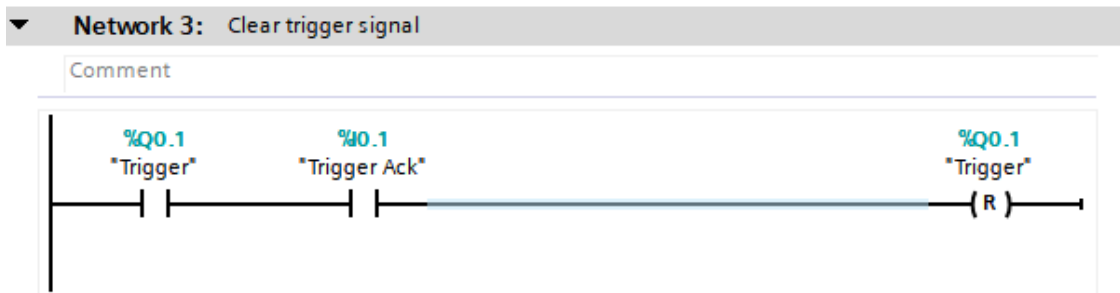 Network 3: Clear trigger signal
Comment
%Q0.1 %I0.1 %Q0.1
"Trigger" "Trigger Ack" "Trigger"
R